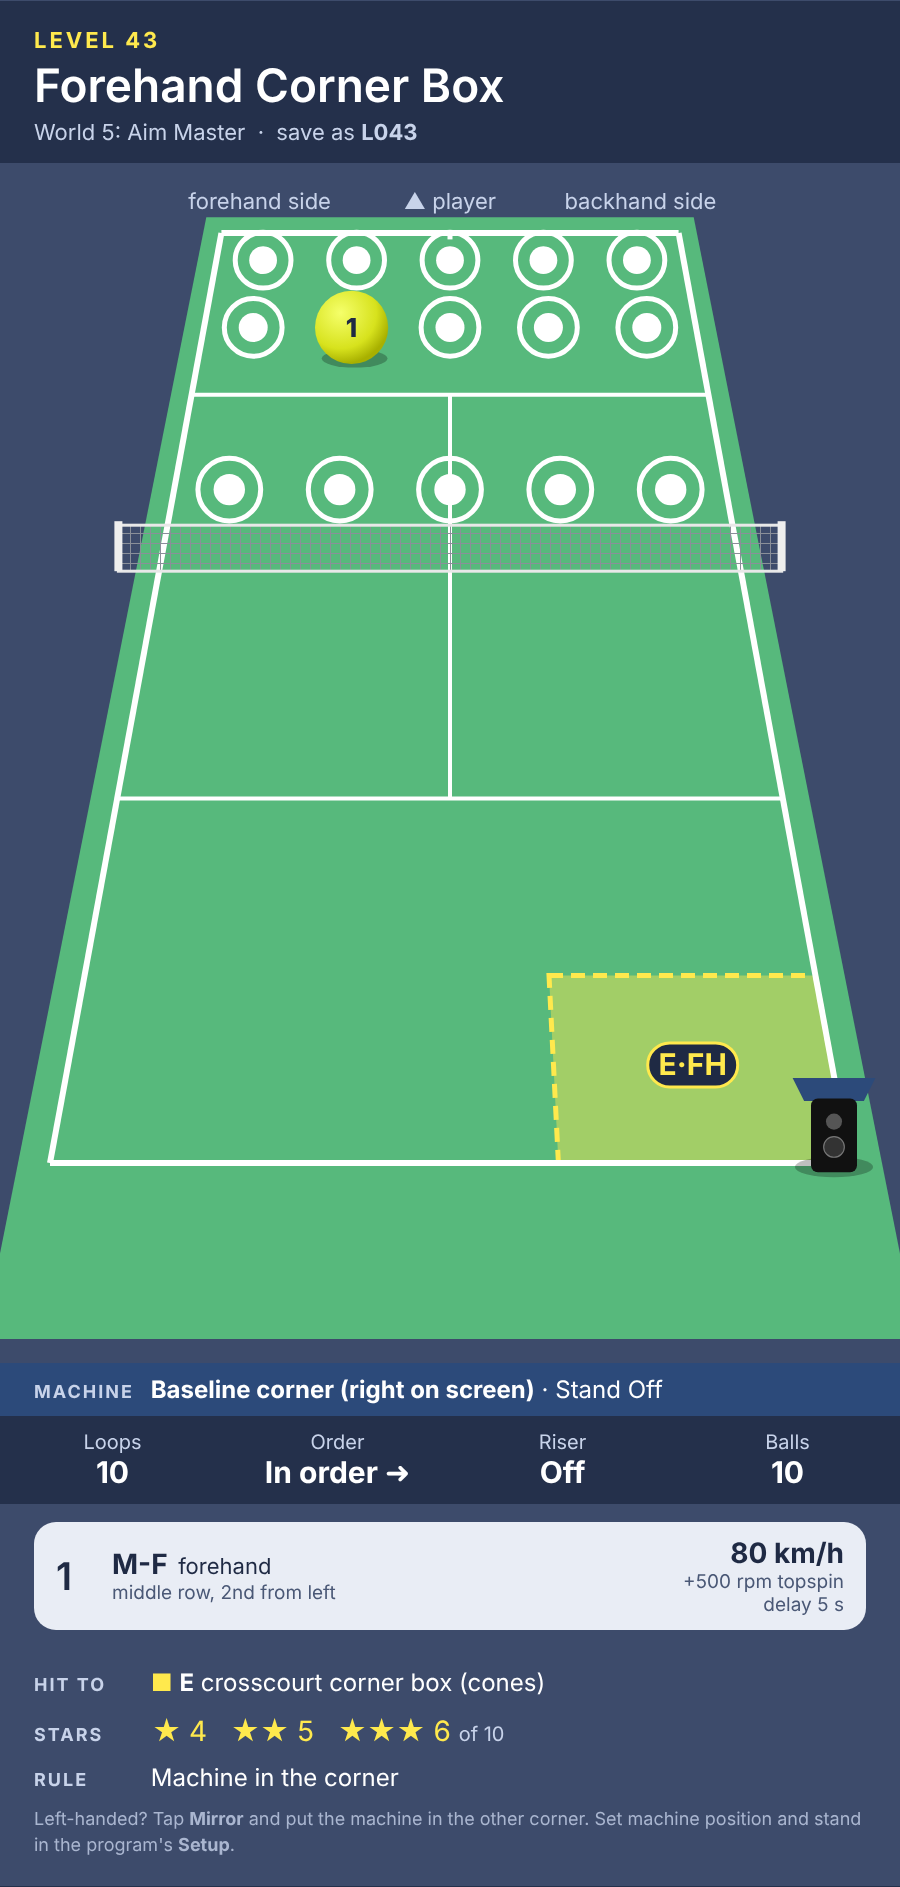 LEVEL 43
Forehand Corner Box
World 5: Aim Master · save as L043
forehand side ▲ player backhand side
1
E·FH
MACHINE Baseline corner (right on screen) · Stand Off
Loops Order Riser Balls
10 In order → Off 10
1 M-F forehand 80 km/h
middle row, 2nd from left +500 rpm topspin
delay 5 s
HIT TO ■ E crosscourt corner box (cones)
STARS ★ 4 ★★ 5 ★★★ 6 of 10
RULE Machine in the corner
Left-handed? Tap Mirror and put the machine in the other corner. Set machine position and stand
in the program's Setup.